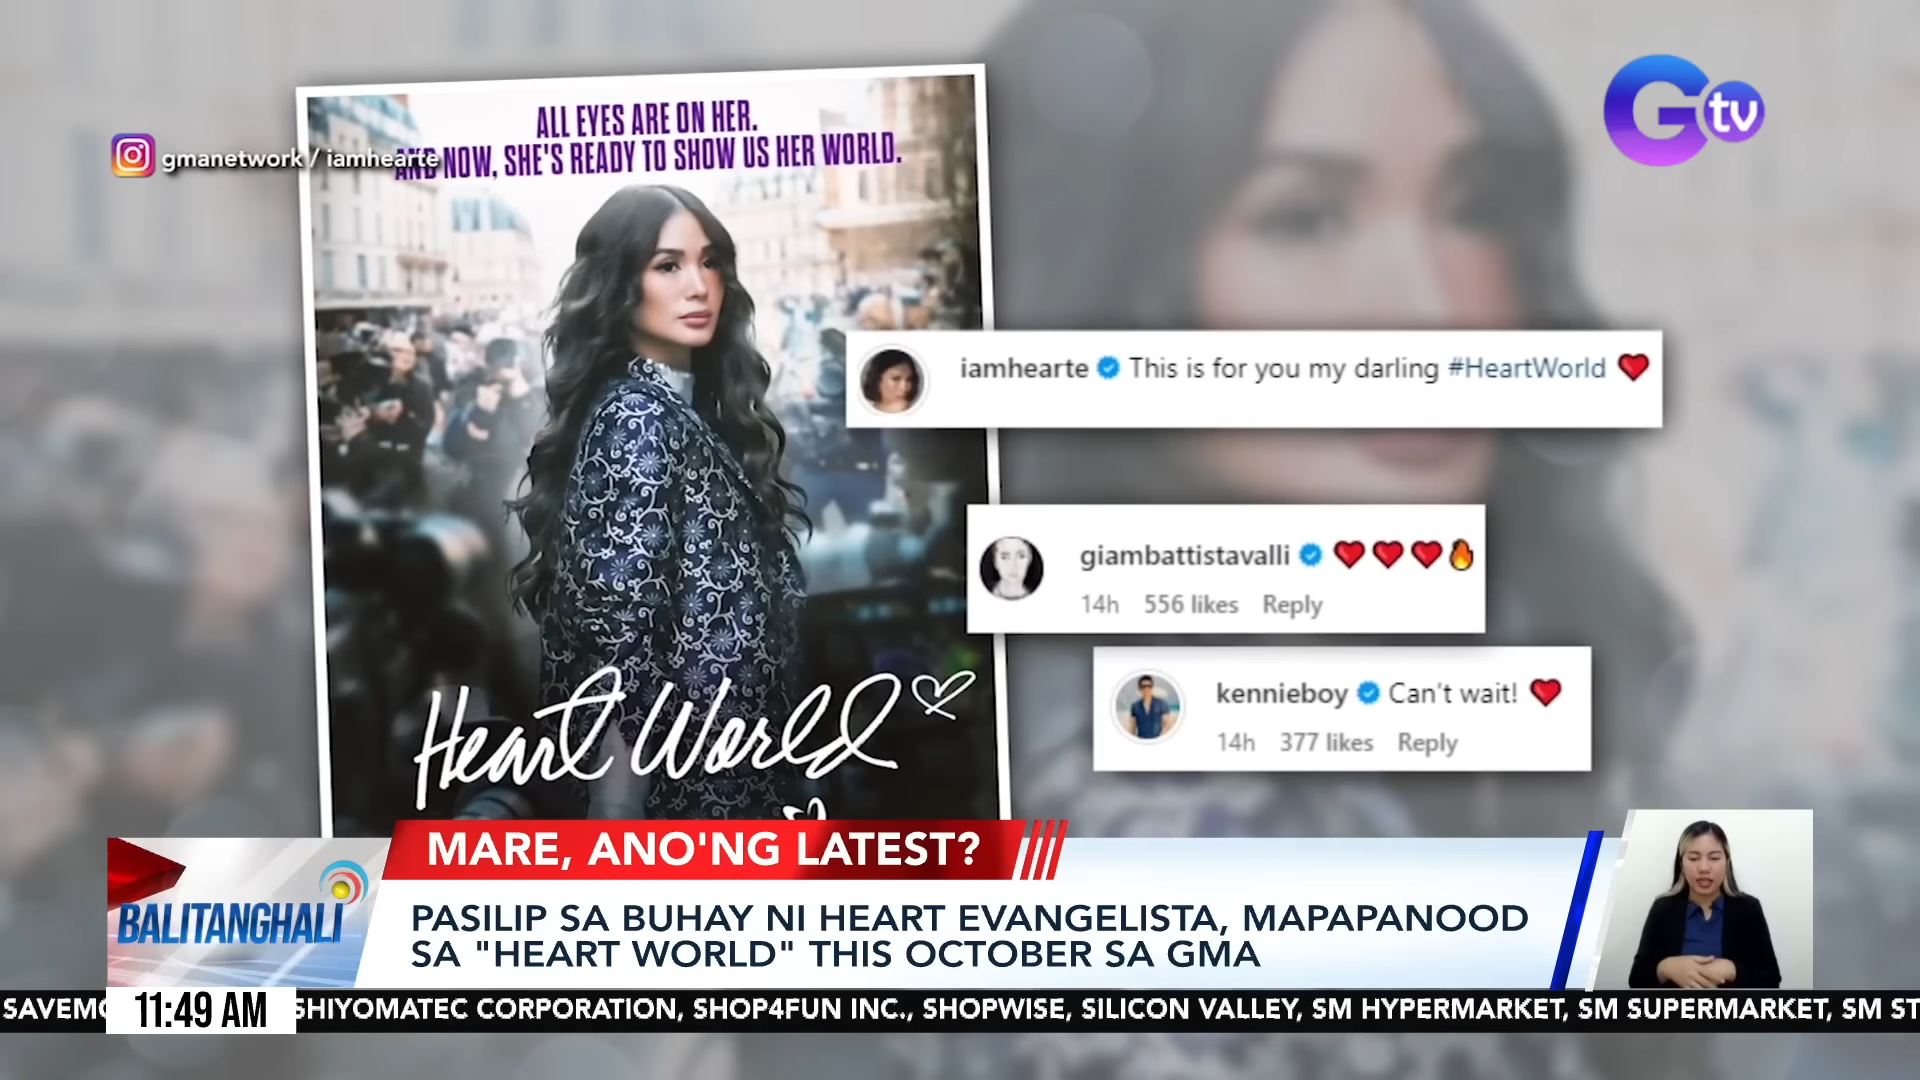 gmanetwork / iamhearte
G tv
ALL EYES ARE ON HER.
AND NOW, SHE'S READY TO SHOW US HER WORLD.
iamhearte This is for you my darling #HeartWorld ❤️
giambattistavalli ❤️❤️❤️🔥
14h 556 likes Reply
kennieboy Can't wait! ❤️
14h 377 likes Reply
Heart World
MARE, ANO'NG LATEST?
BALITANGHALI
PASILIP SA BUHAY NI HEART EVANGELISTA, MAPAPANOOD
SA "HEART WORLD" THIS OCTOBER SA GMA
11:49 AM
SAVEMO SHIYOMATEC CORPORATION, SHOP4FUN INC., SHOPWISE, SILICON VALLEY, SM HYPERMARKET, SM SUPERMARKET, SM ST